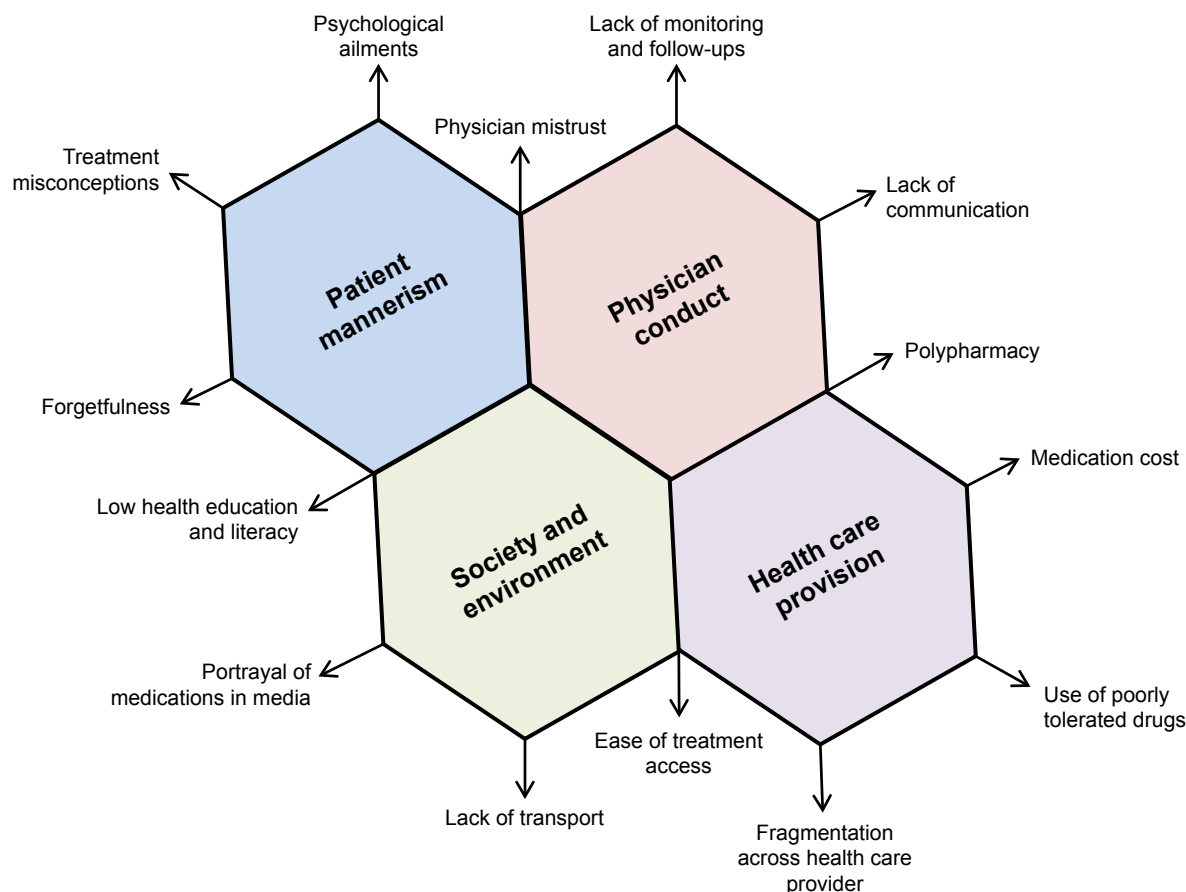 Psychological
ailments
Lack of monitoring
and follow-ups
Physician mistrust
Treatment
misconceptions
Lack of
communication
Patient
mannerism
Physician
conduct
Polypharmacy
Forgetfulness
Medication cost
Low health education
and literacy
Society and
environment
Health care
provision
Portrayal of
medications in media
Use of poorly
tolerated drugs
Ease of treatment
access
Lack of transport
Fragmentation
across health care
provider